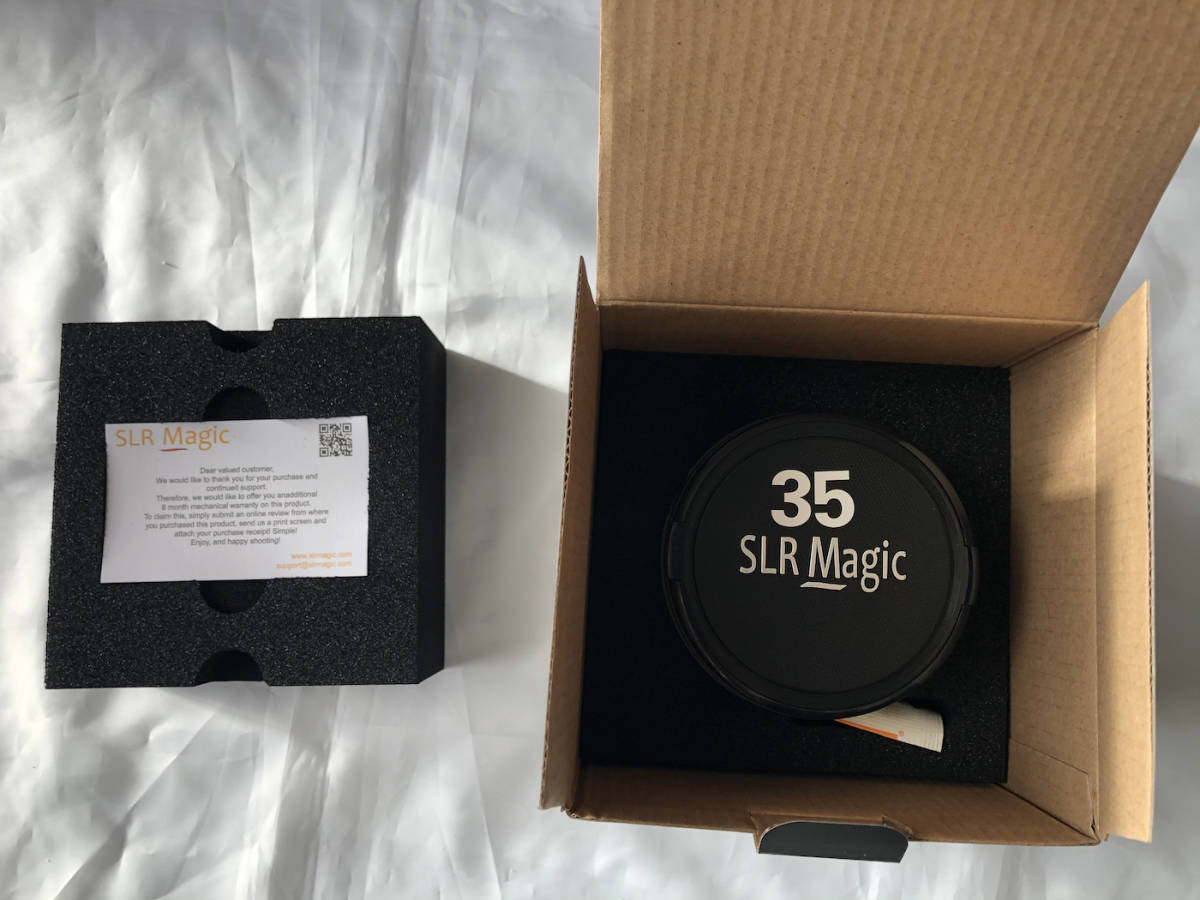 SLR Magic
Dear valued customer,
We would like to thank you for your purchase and
continued support.
Therefore, we would like to offer you anadditional
8 month mechanical warranty on this product.
To claim this, simply submit an online review from where
you purchased this product, send us a print screen and
attach your purchase receipt! Simple!
Enjoy, and happy shooting!
www.slrmagic.com
support@slrmagic.com
35
SLR Magic